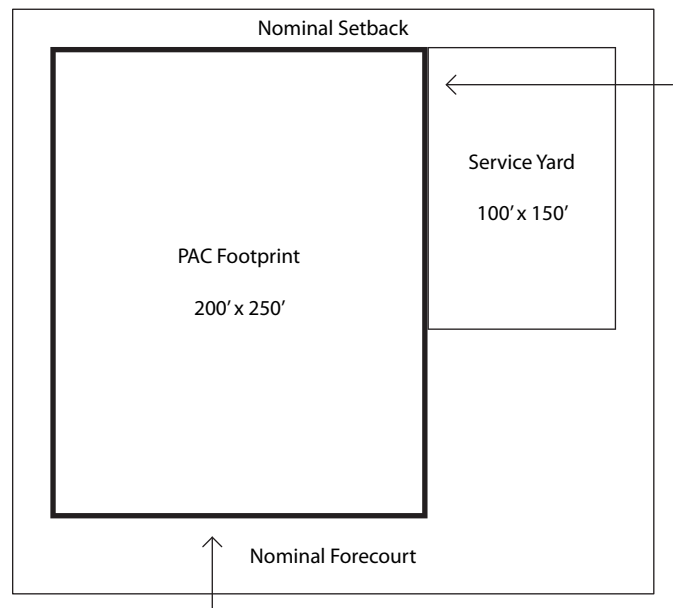 Nominal Setback
Service Yard
100’ x 150’
PAC Footprint
200’ x 250’
Nominal Forecourt